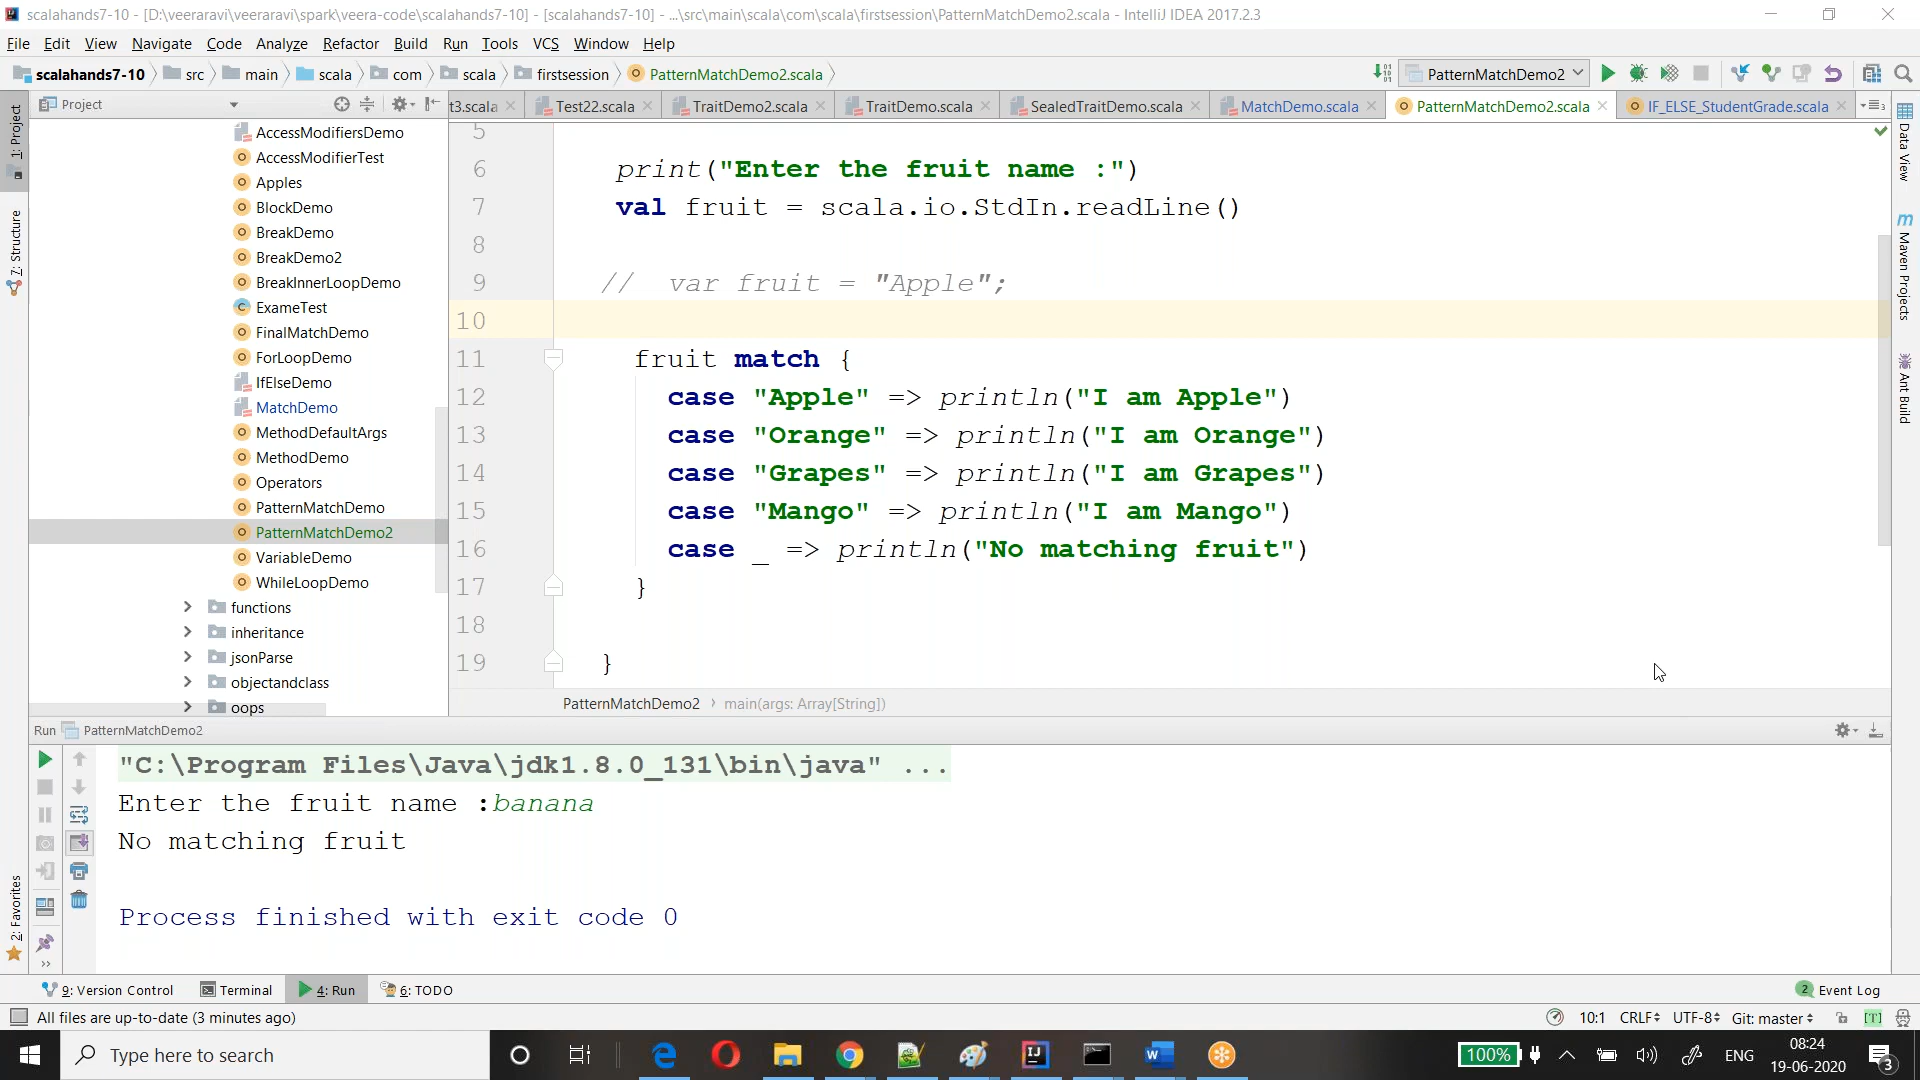 scalahands7-10 - [D:\veeraravi\veeraravi\spark\veera-code\scalahands7-10] - [scalahands7-10] - ...\src\main\scala\com\scala\firstsession\PatternMatchDemo2.scala - IntelliJ IDEA 2017.2.3
File Edit View Navigate Code Analyze Refactor Build Run Tools VCS Window Help
scalahands7-10 src main scala com scala firstsession PatternMatchDemo2.scala PatternMatchDemo2
Project t3.scala Test22.scala TraitDemo2.scala TraitDemo.scala SealedTraitDemo.scala MatchDemo.scala PatternMatchDemo2.scala IF_ELSE_StudentGrade.scala
1: Project
7: Structure
2: Favorites
AccessModifiersDemo
AccessModifierTest
Apples
BlockDemo
BreakDemo
BreakDemo2
BreakInnerLoopDemo
ExameTest
FinalMatchDemo
ForLoopDemo
IfElseDemo
MatchDemo
MethodDefaultArgs
MethodDemo
Operators
PatternMatchDemo
PatternMatchDemo2
VariableDemo
WhileLoopDemo
functions
inheritance
jsonParse
objectandclass
oops
5
6 print("Enter the fruit name :")
7 val fruit = scala.io.StdIn.readLine()
8
9 // var fruit = "Apple";
10
11 fruit match {
12 case "Apple" => println("I am Apple")
13 case "Orange" => println("I am Orange")
14 case "Grapes" => println("I am Grapes")
15 case "Mango" => println("I am Mango")
16 case _ => println("No matching fruit")
17 }
18
19 }
PatternMatchDemo2 › main(args: Array[String])
Data View
Maven Projects
Ant Build
Run PatternMatchDemo2
"C:\Program Files\Java\jdk1.8.0_131\bin\java" ...
Enter the fruit name :banana
No matching fruit
Process finished with exit code 0
9: Version Control Terminal 4: Run 6: TODO 2 Event Log
All files are up-to-date (3 minutes ago) 10:1 CRLF UTF-8 Git: master [T]
Type here to search 100% ENG 08:24
19-06-2020 3